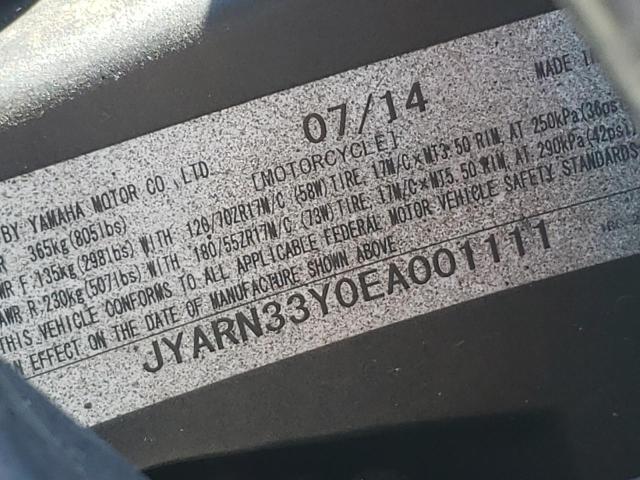 07/14
MADE I
BY YAMAHA MOTOR CO.,LTD. [MOTORCYCLE]
R 365kg(805lbs)
WR F.135kg(298lbs)WITH 120/70ZR17M/C (58W)TIRE, 17M/C×MT3.50 RIM, AT 250kPa(36ps
AWR R.230kg(507lbs)WITH 180/55ZR17M/C (73W)TIRE, 17M/C×MT5.50 RIM, AT 290kPa(42psi)
THIS VEHICLE CONFORMS TO ALL APPLICABLE FEDERAL MOTOR VEHICLE SAFETY STANDARDS
N EFFECT ON THE DATE OF MANUFACTURE SHOWN ABOVE.
JYARN33Y0EA001111